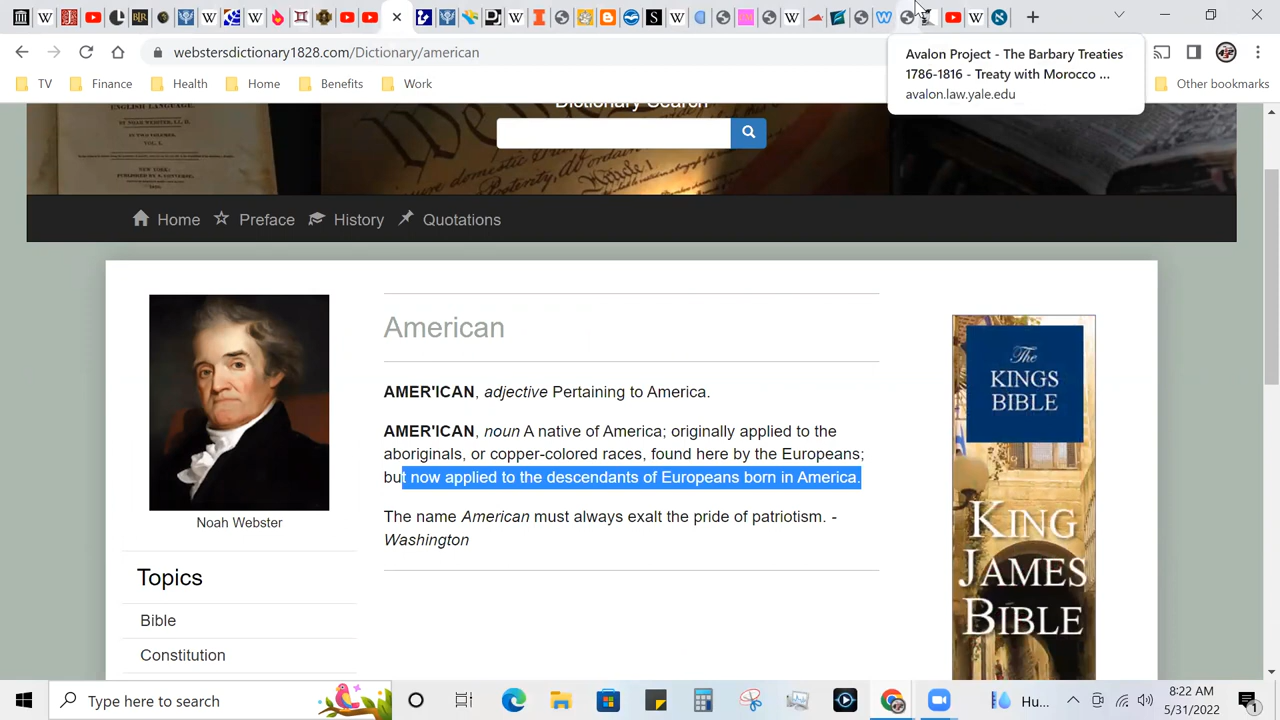 webstersdictionary1828.com/Dictionary/american
Avalon Project - The Barbary Treaties
1786-1816 - Treaty with Morocco ...
avalon.law.yale.edu
TV
Finance
Health
Home
Benefits
Work
Other bookmarks
Dictionary Search
Home
Preface
History
Quotations
American
AMER'ICAN, adjective Pertaining to America.
AMER'ICAN, noun A native of America; originally applied to the
aboriginals, or copper-colored races, found here by the Europeans;
but now applied to the descendants of Europeans born in America.
The name American must always exalt the pride of patriotism. -
Washington
Noah Webster
Topics
Bible
Constitution
The
KINGS
BIBLE
KING
JAMES
BIBLE
Type here to search
Hu...
8:22 AM
5/31/2022